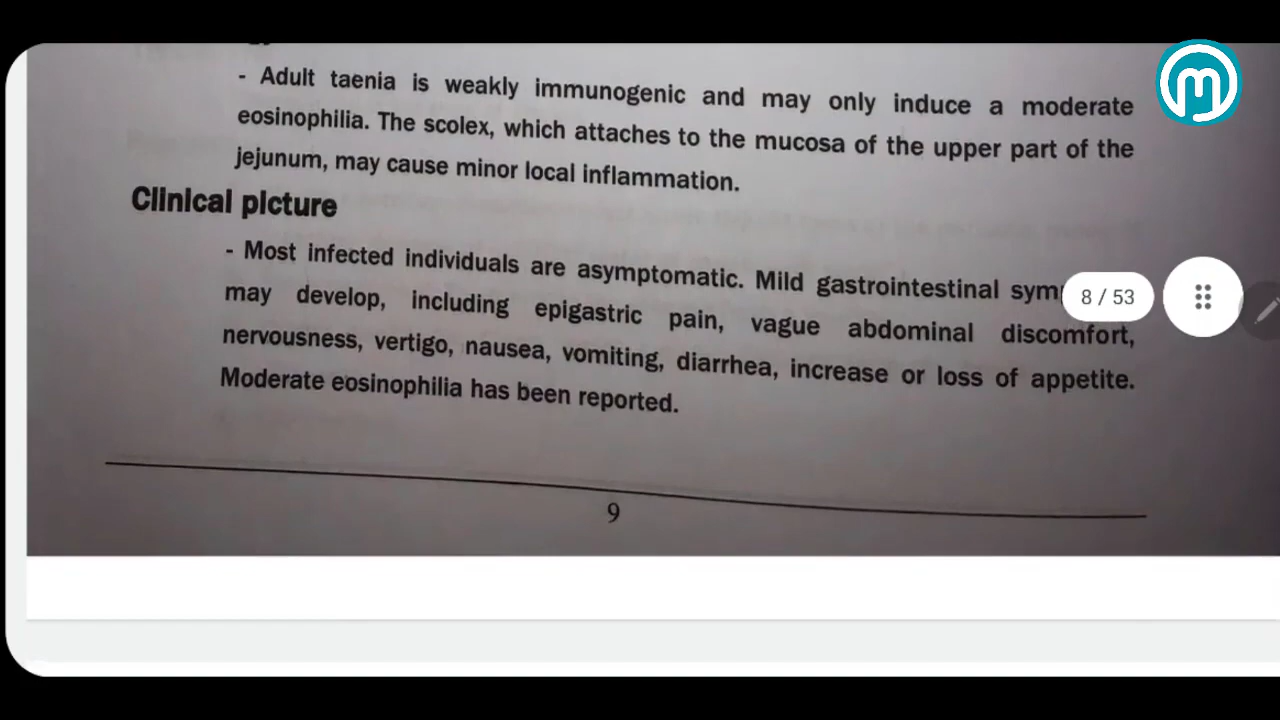 - Adult taenia is weakly immunogenic and may only induce a moderate
eosinophilia. The scolex, which attaches to the mucosa of the upper part of the
jejunum, may cause minor local inflammation.
Clinical picture
- Most infected individuals are asymptomatic. Mild gastrointestinal
may develop, including epigastric pain, vague abdominal discomfort,
nervousness, vertigo, nausea, vomiting, diarrhea, increase or loss of appetite.
Moderate eosinophilia has been reported.
8 / 53
9